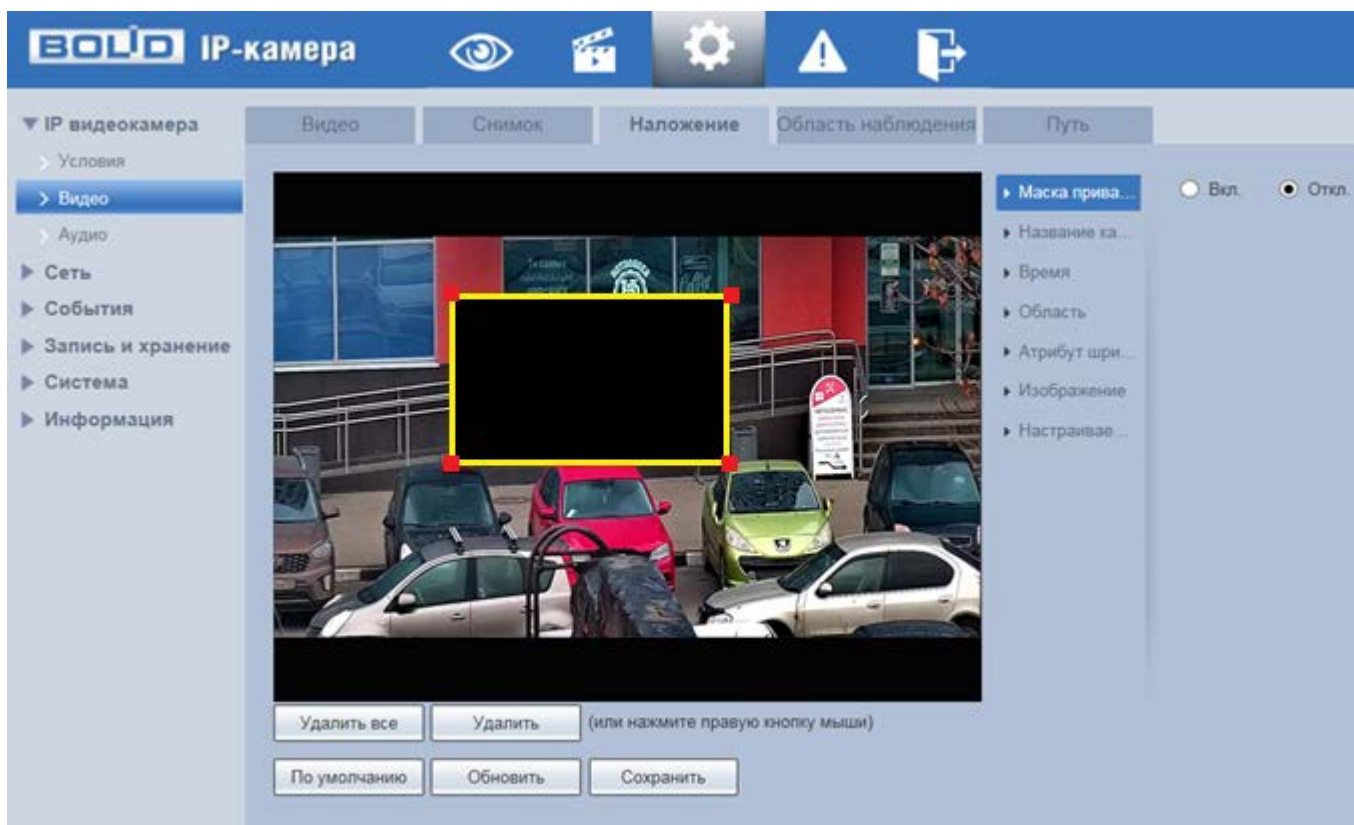 BOLID IP-камера
IP видеокамера
Условия
Видео
Аудио
Сеть
События
Запись и хранение
Система
Информация
Видео
Снимок
Наложение
Область наблюдения
Путь
Маска прива...
Название ка...
Время
Область
Атрибут шри...
Изображение
Настраивае...
Вкл.
Откл.
Удалить все
Удалить
(или нажмите правую кнопку мыши)
По умолчанию
Обновить
Сохранить